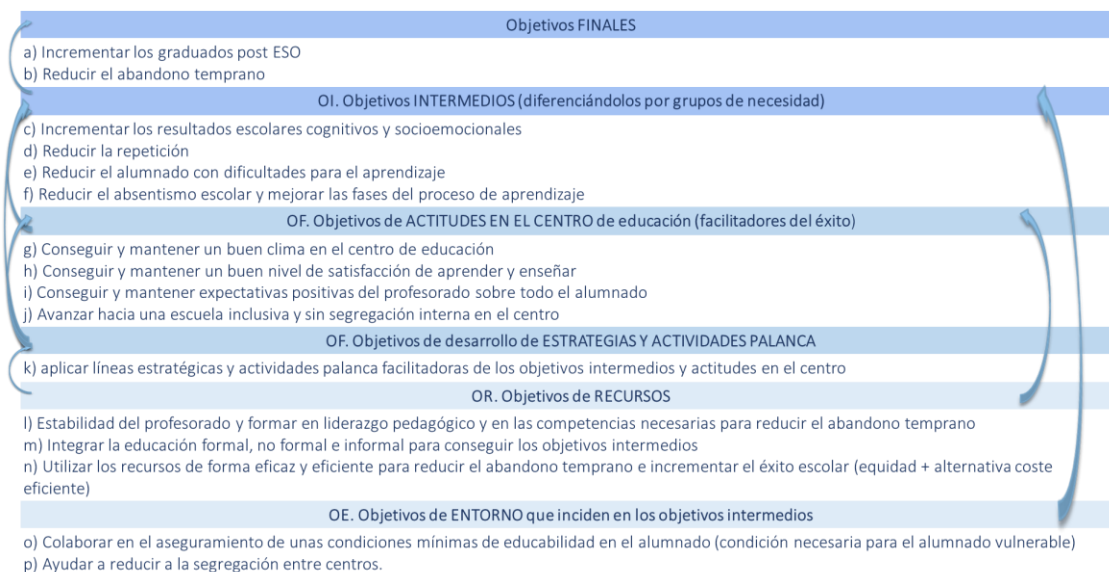 Objetivos FINALES
a) Incrementar los graduados post ESO
b) Reducir el abandono temprano
OI. Objetivos INTERMEDIOS (diferenciándolos por grupos de necesidad)
c) Incrementar los resultados escolares cognitivos y socioemocionales
d) Reducir la repetición
e) Reducir el alumnado con dificultades para el aprendizaje
f) Reducir el absentismo escolar y mejorar las fases del proceso de aprendizaje
OF. Objetivos de ACTITUDES EN EL CENTRO de educación (facilitadores del éxito)
g) Conseguir y mantener un buen clima en el centro de educación
h) Conseguir y mantener un buen nivel de satisfacción de aprender y enseñar
i) Conseguir y mantener expectativas positivas del profesorado sobre todo el alumnado
j) Avanzar hacia una escuela inclusiva y sin segregación interna en el centro
OF. Objetivos de desarrollo de ESTRATEGIAS Y ACTIVIDADES PALANCA
k) aplicar líneas estratégicas y actividades palanca facilitadoras de los objetivos intermedios y actitudes en el centro
OR. Objetivos de RECURSOS
l) Estabilidad del profesorado y formar en liderazgo pedagógico y en las competencias necesarias para reducir el abandono temprano
m) Integrar la educación formal, no formal e informal para conseguir los objetivos intermedios
n) Utilizar los recursos de forma eficaz y eficiente para reducir el abandono temprano e incrementar el éxito escolar (equidad + alternativa coste
eficiente)
OE. Objetivos de ENTORNO que inciden en los objetivos intermedios
o) Colaborar en el aseguramiento de unas condiciones mínimas de educabilidad en el alumnado (condición necesaria para el alumnado vulnerable)
p) Ayudar a reducir a la segregación entre centros.